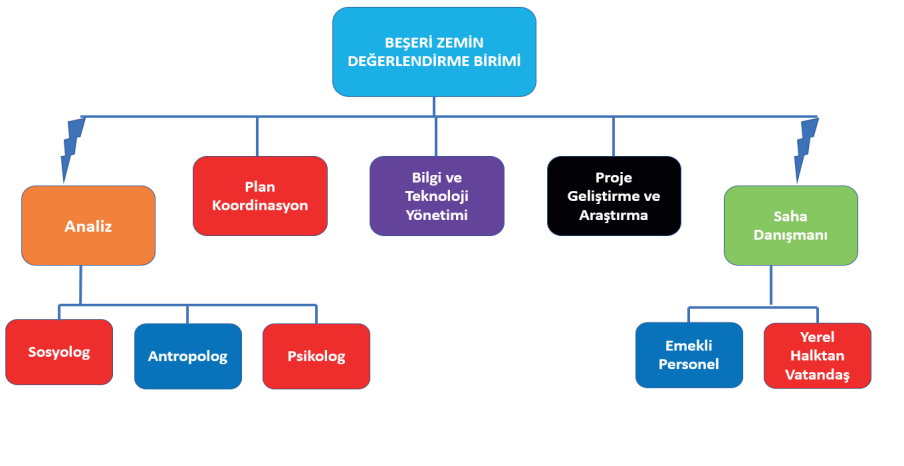 BEŞERİ ZEMİN
DEĞERLENDİRME BİRİMİ
Analiz
Plan
Koordinasyon
Bilgi ve
Teknoloji
Yönetimi
Proje
Geliştirme ve
Araştırma
Saha
Danışmanı
Sosyolog
Antropolog
Psikolog
Emekli
Personel
Yerel
Halktan
Vatandaş